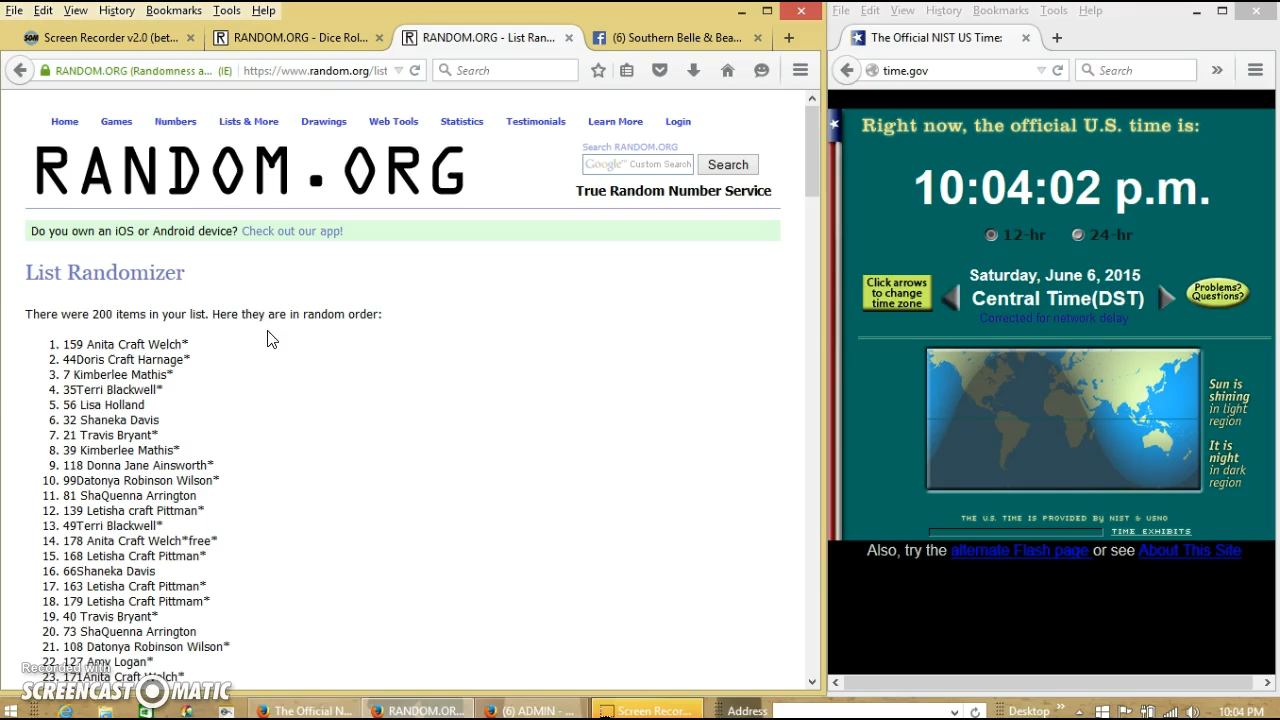 File Edit View History Bookmarks Tools Help
Screen Recorder v2.0 (bet...
RANDOM.ORG - Dice Rol...
RANDOM.ORG - List Ran...
(6) Southern Belle & Bea...
RANDOM.ORG (Randomness a... (IE)
https://www.random.org/list
Search
Home Games Numbers Lists & More Drawings Web Tools Statistics Testimonials Learn More Login
RANDOM.ORG
Search RANDOM.ORG
Google™ Custom Search Search
True Random Number Service
Do you own an iOS or Android device? Check out our app!
List Randomizer
There were 200 items in your list. Here they are in random order:
1. 159 Anita Craft Welch*
2. 44Doris Craft Harnage*
3. 7 Kimberlee Mathis*
4. 35Terri Blackwell*
5. 56 Lisa Holland
6. 32 Shaneka Davis
7. 21 Travis Bryant*
8. 39 Kimberlee Mathis*
9. 118 Donna Jane Ainsworth*
10. 99Datonya Robinson Wilson*
11. 81 ShaQuenna Arrington
12. 139 Letisha craft Pittman*
13. 49Terri Blackwell*
14. 178 Anita Craft Welch*free*
15. 168 Letisha Craft Pittman*
16. 66Shaneka Davis
17. 163 Letisha Craft Pittman*
18. 179 Letisha Craft Pittmam*
19. 40 Travis Bryant*
20. 73 ShaQuenna Arrington
21. 108 Datonya Robinson Wilson*
22. 127 Amy Logan*
23. 171Anita Craft Welch*
Recorded with
SCREENCAST MATIC
File Edit View History Bookmarks Tools Help
The Official NIST US Time:
time.gov
Search
Right now, the official U.S. time is:
10:04:02 p.m.
12-hr 24-hr
Click arrows
to change
time zone
Saturday, June 6, 2015
Central Time(DST)
Corrected for network delay
Problems?
Questions?
Sun is
shining
in light
region
It is
night
in dark
region
THE U.S. TIME IS PROVIDED BY NIST & USNO
TIME EXHIBITS
Also, try the alternate Flash page or see About This Site
The Official N...
RANDOM.OR...
(6) ADMIN - ...
Screen Recor...
Address
Desktop
10:04 PM